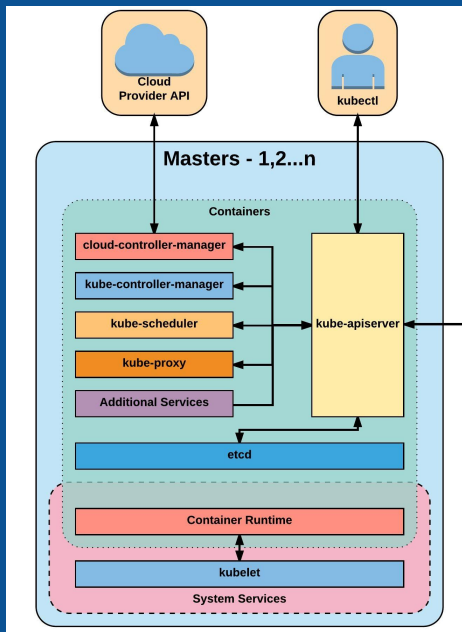 Cloud
Provider API
kubectl
Masters - 1,2...n
Containers
cloud-controller-manager
kube-controller-manager
kube-scheduler
kube-apiserver
kube-proxy
Additional Services
etcd
Container Runtime
kubelet
System Services